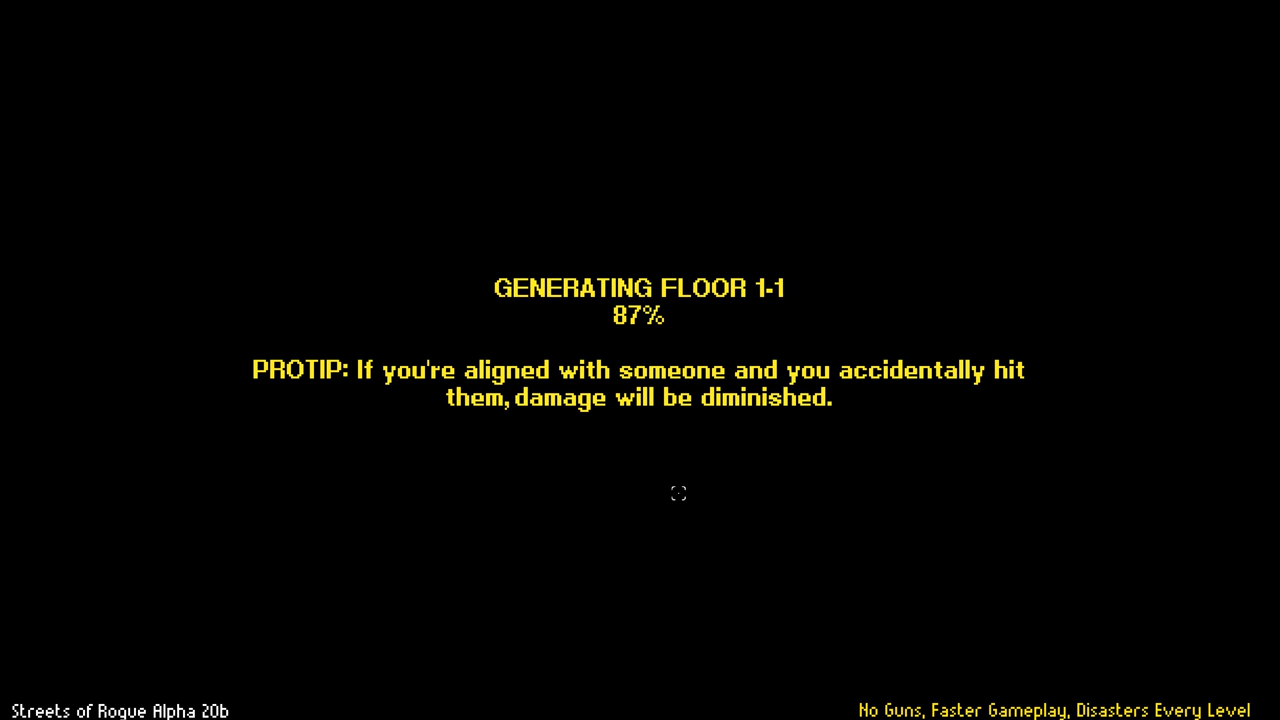 GENERATING FLOOR 1-1
87%
PROTIP: If you're aligned with someone and you accidentally hit
them, damage will be diminished.
Streets of Rogue Alpha 20b
No Guns, Faster Gameplay, Disasters Every Level